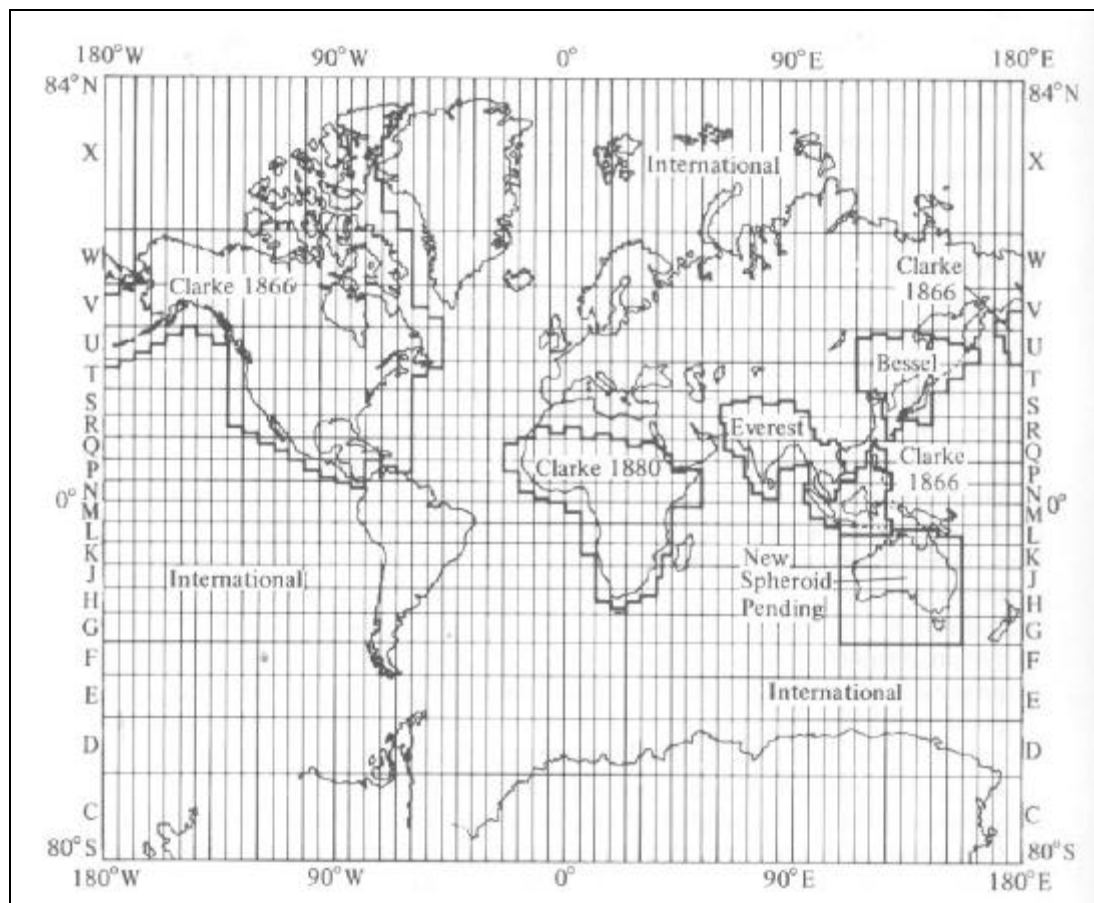 180°W 90°W 0° 90°E 180°E
84°N 84°N
X X
International
W W
Clarke
1866
Clarke 1866
V V
U U
Bessel
T T
S S
Everest
R R
Q Q
Clarke 1880
Clarke
1866
P P
N N
0° 0°
M M
L L
K K
New
Spheroid
Pending
International
J J
H H
G G
F F
International
E E
D D
C C
80°S 80°S
180°W 90°W 0° 90°E 180°E